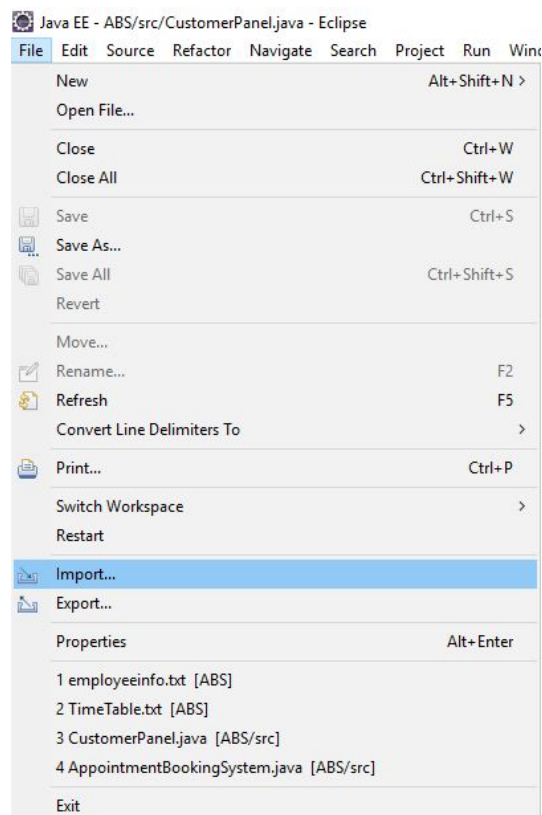 Java EE - ABS/src/CustomerPanel.java - Eclipse
File Edit Source Refactor Navigate Search Project Run
New Alt+Shift+N >
Open File...
Close Ctrl+W
Close All Ctrl+Shift+W
Save Ctrl+S
Save As...
Save All Ctrl+Shift+S
Revert
Move...
Rename... F2
Refresh F5
Convert Line Delimiters To >
Print... Ctrl+P
Switch Workspace >
Restart
Import...
Export...
Properties Alt+Enter
1 employeeinfo.txt [ABS]
2 TimeTable.txt [ABS]
3 CustomerPanel.java [ABS/src]
4 AppointmentBookingSystem.java [ABS/src]
Exit